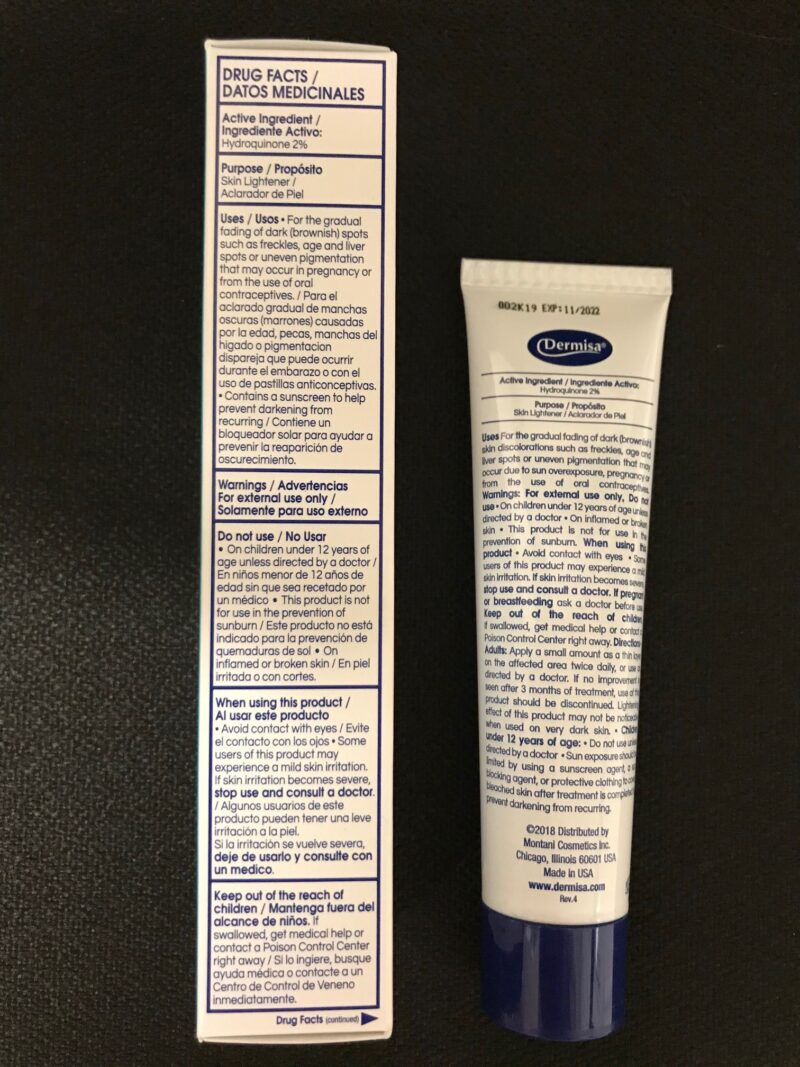 DRUG FACTS /
DATOS MEDICINALES
Active Ingredient /
Ingrediente Activo:
Hydroquinone 2%
Purpose / Propósito
Skin Lightener /
Aclarador de Piel
Uses / Usos • For the gradual
fading of dark (brownish) spots
such as freckles, age and liver
spots or uneven pigmentation
that may occur in pregnancy or
from the use of oral
contraceptives. / Para el
aclarado gradual de manchas
oscuras (marrones) causadas
por la edad, pecas, manchas del
higado o pigmentacion
dispareja que puede ocurrir
durante el embarazo o con el
uso de pastillas anticonceptivas.
• Contains a sunscreen to help
prevent darkening from
recurring / Contiene un
bloqueador solar para ayudar a
prevenir la reaparición de
oscurecimiento.
Warnings / Advertencias
For external use only /
Solamente para uso externo
Do not use / No Usar
• On children under 12 years of
age unless directed by a doctor /
En niños menor de 12 años de
edad sin que sea recetado por
un médico • This product is not
for use in the prevention of
sunburn / Este producto no está
indicado para la prevención de
quemaduras de sol • On
inflamed or broken skin / En piel
irritada o con cortes.
When using this product /
Al usar este producto
• Avoid contact with eyes / Evite
el contacto con los ojos • Some
users of this product may
experience a mild skin irritation.
If skin irritation becomes severe,
stop use and consult a doctor.
/ Algunos usuarios de este
producto pueden tener una leve
irritación a la piel.
Si la irritación se vuelve severa,
deje de usarlo y consulte con
un medico.
Keep out of the reach of
children / Mantenga fuera del
alcance de niños. If
swallowed, get medical help or
contact a Poison Control Center
right away / Si lo ingiere, busque
ayuda médica o contacte a un
Centro de Control de Veneno
inmediatamente.
Drug Facts (continued)
002K19 EXP:11/2022
Dermisa®
Active Ingredient / Ingrediente Activo:
Hydroquinone 2%
Purpose / Propósito
Skin Lightener / Aclarador de Piel
Uses For the gradual fading of dark (brownish)
skin discolorations such as freckles, age and
liver spots or uneven pigmentation that may
occur due to sun overexposure, pregnancy or
from the use of oral contraceptives.
Warnings: For external use only, Do not
use • On children under 12 years of age unless
directed by a doctor • On inflamed or broken
skin • This product is not for use in the
prevention of sunburn. When using this
product • Avoid contact with eyes • Some
users of this product may experience a mild
skin irritation. If skin irritation becomes severe,
stop use and consult a doctor. If pregnant
or breastfeeding ask a doctor before use.
Keep out of the reach of children
If swallowed, get medical help or contact a
Poison Control Center right away. Directions
Adults: Apply a small amount as a thin layer
on the affected area twice daily, or use as
directed by a doctor. If no improvement is
seen after 3 months of treatment, use of this
product should be discontinued. Lightening
effect of this product may not be noticeable
when used on very dark skin. • Children
under 12 years of age: • Do not use unless
directed by a doctor • Sun exposure should be
limited by using a sunscreen agent, a
blocking agent, or protective clothing to
bleached skin after treatment is completed
prevent darkening from recurring.
©2018 Distributed by
Montani Cosmetics Inc.
Chicago, Illinois 60601 USA
Made in USA
www.dermisa.com
Rev.4